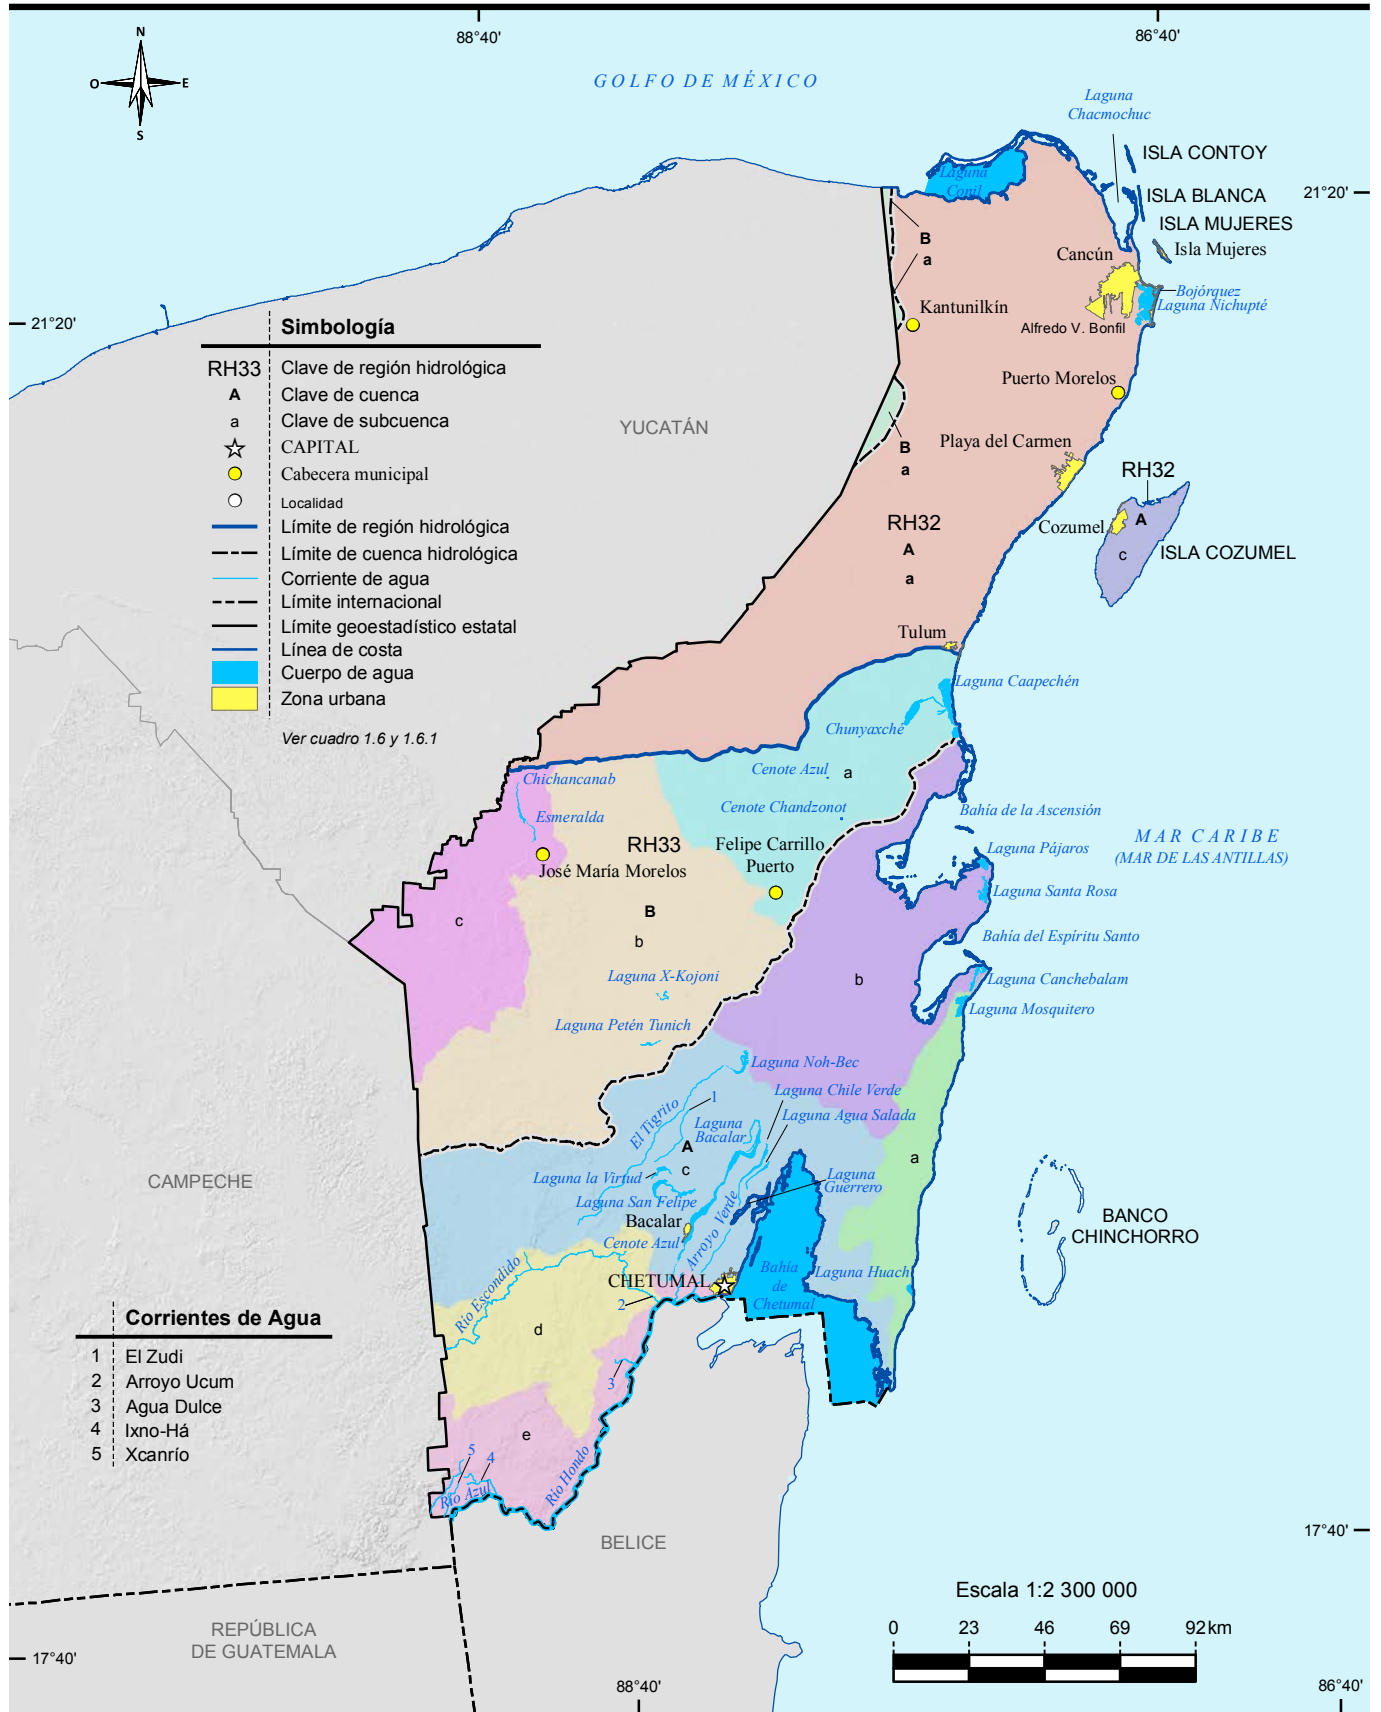 88°40'
86°40'
N
O
E
S
GOLFO DE MÉXICO
Laguna
Chacmochuc
ISLA CONTOY
Laguna
Conil
ISLA BLANCA
21°20'
ISLA MUJERES
Isla Mujeres
B
a
Cancún
Bojórquez
Laguna Nichupté
Kantunilkín
Alfredo V. Bonfil
21°20'
Simbología
RH33 Clave de región hidrológica
A Clave de cuenca
a Clave de subcuenca
CAPITAL
Cabecera municipal
Localidad
Límite de región hidrológica
Límite de cuenca hidrológica
Corriente de agua
Límite internacional
Límite geoestadístico estatal
Línea de costa
Cuerpo de agua
Zona urbana
Ver cuadro 1.6 y 1.6.1
Puerto Morelos
YUCATÁN
B
a
Playa del Carmen
RH32
A
c
Cozumel
ISLA COZUMEL
RH32
A
a
Tulum
Laguna Caapechén
Chunyaxché
Cenote Azul
a
Chichancanab
Cenote Chandzonot
Esmeralda
Bahía de la Ascensión
MAR CARIBE
(MAR DE LAS ANTILLAS)
RH33
Felipe Carrillo
Puerto
Laguna Pájaros
José María Morelos
Laguna Santa Rosa
B
b
c
Bahía del Espíritu Santo
Laguna X-Kojoni
b
Laguna Canchebalam
Laguna Mosquitero
Laguna Petén Tunich
Laguna Noh-Bec
1
El Tigrito
Laguna Chile Verde
Laguna Agua Salada
Laguna
Bacalar
A
c
a
Laguna la Virtud
Laguna
Guerrero
CAMPECHE
Laguna San Felipe
Bacalar
Arroyo Verde
Cenote Azul
BANCO
CHINCHORRO
Río Escondido
CHETUMAL
Bahía
de
Chetumal
Laguna Huach
2
d
3
Corrientes de Agua
1 El Zudi
2 Arroyo Ucum
3 Agua Dulce
4 Ixno-Há
5 Xcanrío
e
5
4
Río Azul
Río Hondo
17°40'
BELICE
Escala 1:2 300 000
0 23 46 69 92 km
REPÚBLICA
DE GUATEMALA
17°40'
88°40'
86°40'